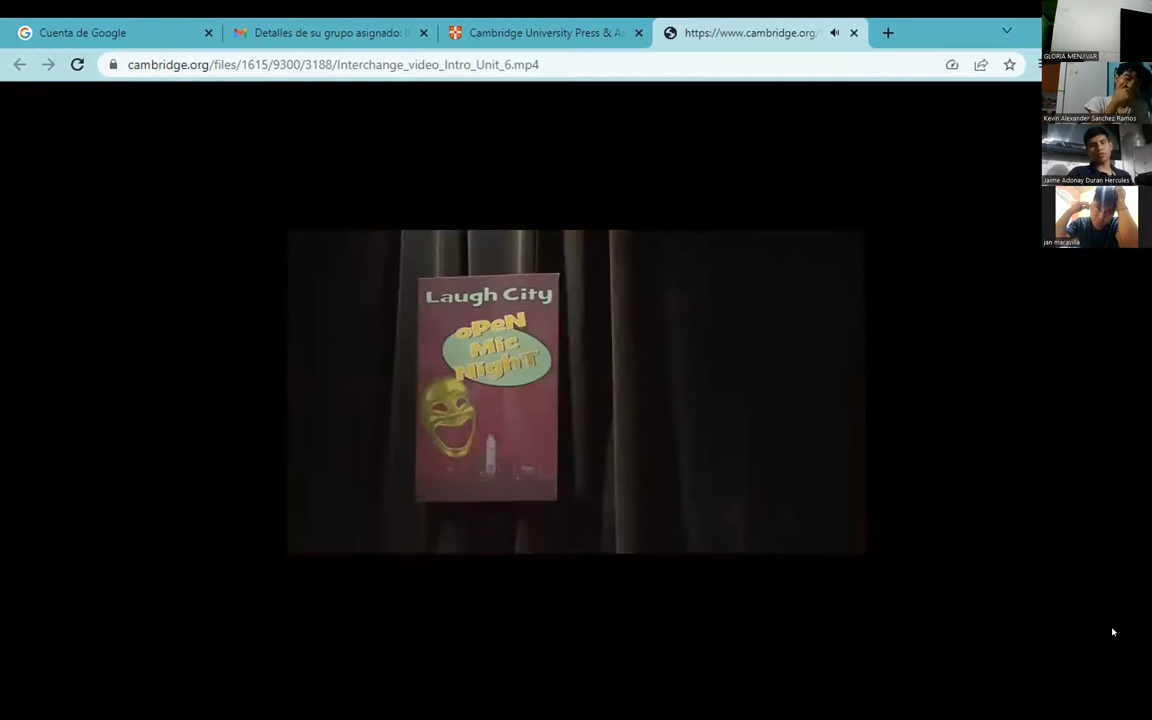 Cuenta de Google
Detalles de su grupo asignado: I
Cambridge University Press & As
https://www.cambridge.org/
cambridge.org/files/1615/9300/3188/Interchange_video_Intro_Unit_6.mp4
GLORIA MENJIVAR
Kevin Alexander Sanchez Ramos
Jaime Adonay Duran Hercules
jan maravilla
Laugh City
oPeN
Mic
NighT